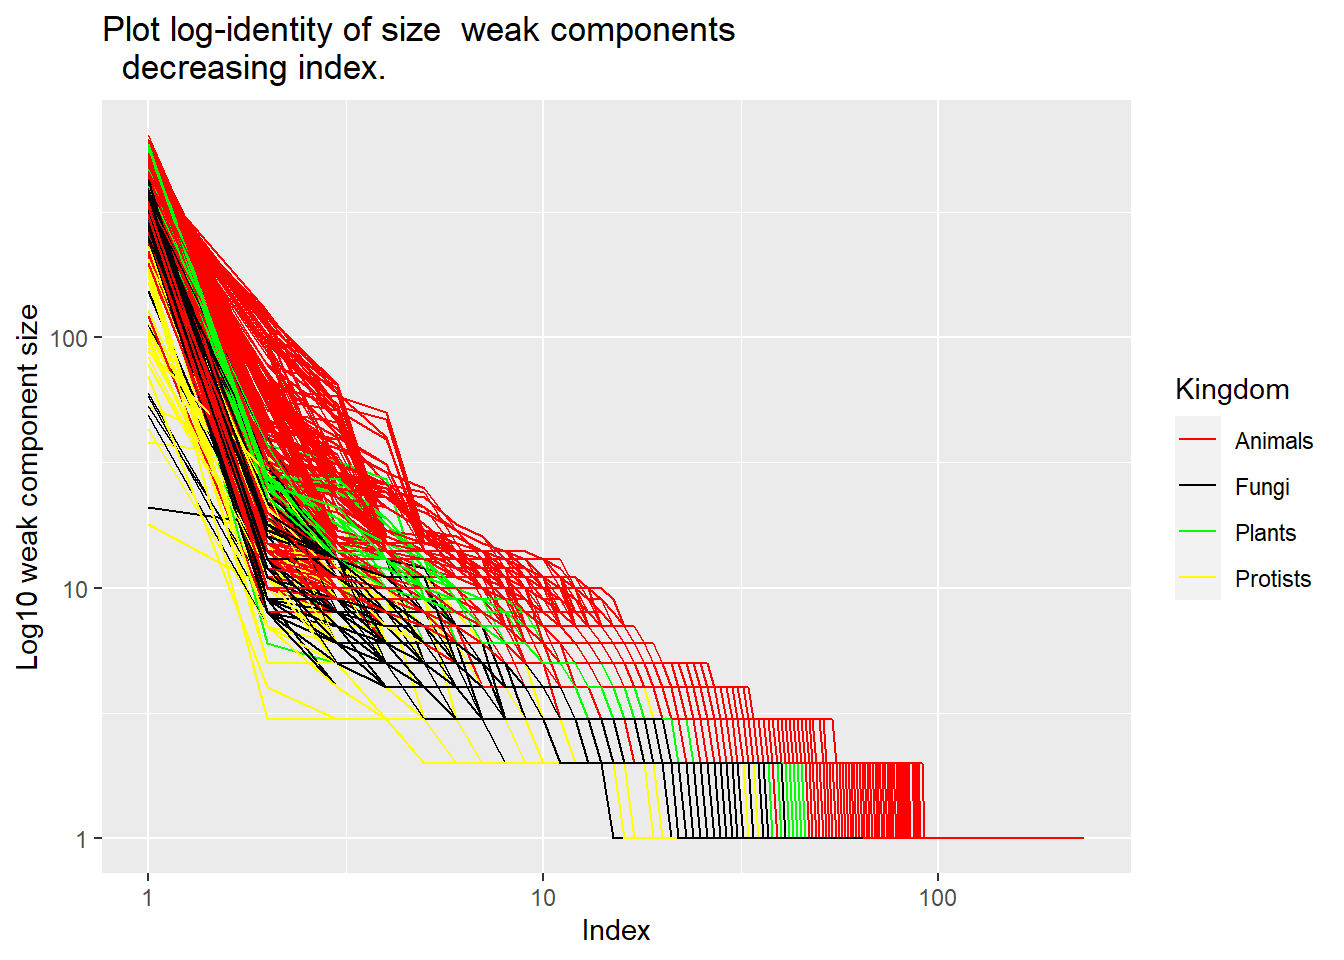 Plot log-identity of size  weak components
decreasing index.
Log10 weak component size
100
10
1
1
10
100
Index
Kingdom
Animals
Fungi
Plants
Protists